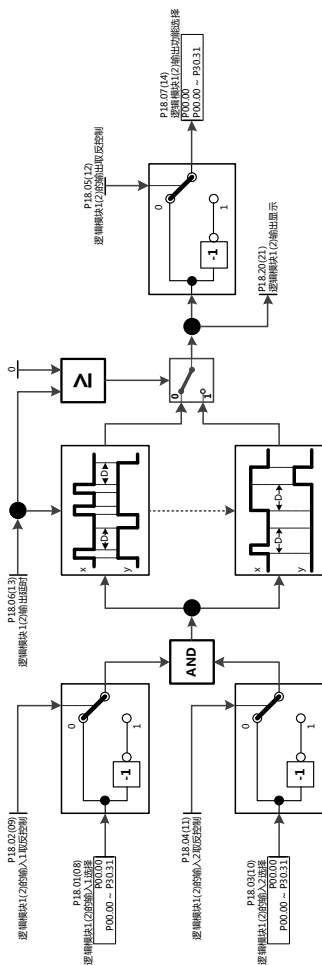 P18.02(09)
逻辑模块1(2)的输入1取反控制
P18.01(08)
逻辑模块1(2)的输入1选择
P00.00
P00.00 ~ P30.31
0
1
-1
P18.04(11)
逻辑模块1(2)的输入2取反控制
P18.03(10)
逻辑模块1(2)的输入2选择
P00.00
P00.00 ~ P30.31
0
1
-1
AND
P18.06(13)
逻辑模块1(2)输出延时
x
y
D
D
x
y
D
D
0
≥
0
1
P18.20(21)
逻辑模块1(2)输出显示
P18.05(12)
逻辑模块1(2)的输出取反控制
0
1
-1
P18.07(14)
逻辑模块1(2)输出功能选择
P00.00
P00.00 ~ P30.31